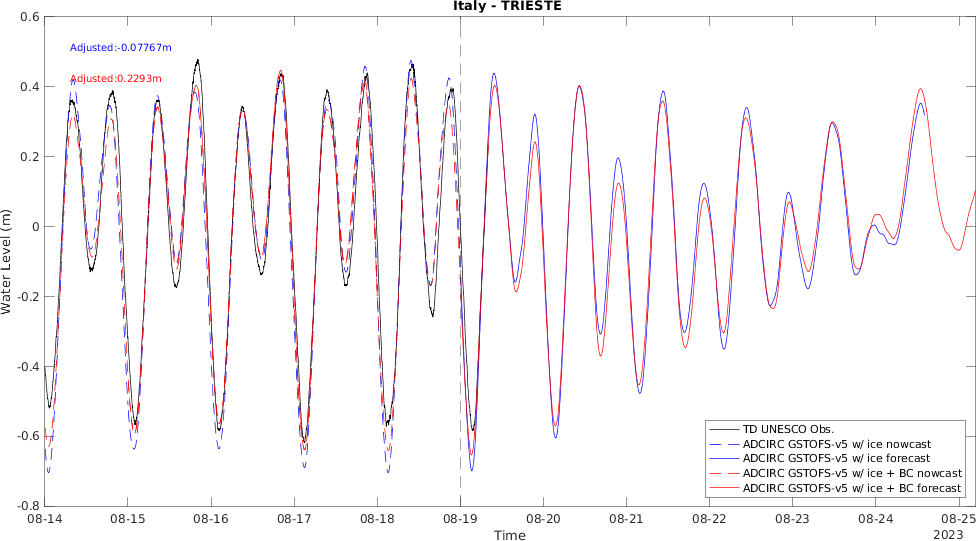 Italy - TRIESTE
Adjusted:-0.07767m
Adjusted:0.2293m
Water Level (m)
0.6
0.4
0.2
0
-0.2
-0.4
-0.6
-0.8
TD UNESCO Obs.
ADCIRC GSTOFS-v5 w/ ice nowcast
ADCIRC GSTOFS-v5 w/ ice forecast
ADCIRC GSTOFS-v5 w/ ice + BC nowcast
ADCIRC GSTOFS-v5 w/ ice + BC forecast
08-14 08-15 08-16 08-17 08-18 08-19 08-20 08-21 08-22 08-23 08-24 08-25
Time
2023